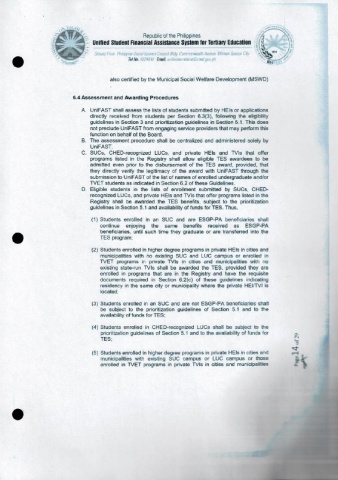 Republic of the Philippines
Unified Student Financial Assistance System for Tertiary Education
also certified by the Municipal Social Welfare Development (MSWD)
6.4 Assessment and Awarding Procedures
A. UniFAST shall assess the lists of students submitted by HEIs or applications
directly received from students per Section 6.3(3), following the eligibility
guidelines in Section 3 and prioritization guidelines in Section 5.1. This does
not preclude UniFAST from engaging service providers that may perform this
function on behalf of the Board.
B. The assessment procedure shall be centralized and administered solely by
UniFAST.
C. SUCs, CHED-recognized LUCs, and private HEIs and TVIs that offer
programs listed in the Registry shall allow eligible TES awardees to be
admitted even prior to the disbursement of the TES award, provided, that
they directly verify the legitimacy of the award with UniFAST through the
submission to UniFAST of the list of names of enrolled undergraduate and/or
TVET students as indicated in Section 6.2 of these Guidelines.
D. Eligible students in the lists of enrollment submitted by SUCs, CHED-
recognized LUCs, and private HEIs and TVIs that offer programs listed in the
Registry shall be awarded the TES benefits, subject to the prioritization
guidelines in Section 5.1 and availability of funds for TES. Thus,
(1) Students enrolled in an SUC and are ESGP-PA beneficiaries shall
continue enjoying the same benefits received as ESGP-PA
beneficiaries, until such time they graduate or are transferred into the
TES program;
(2) Students enrolled in higher degree programs in private HEIs in cities and
municipalities with no existing SUC and LUC campus or enrolled in
TVET programs in private TVIs in cities and municipalities with no
existing state-run TVIs shall be awarded the TES, provided they are
enrolled in programs that are in the Registry and have the requisite
documents required in Section 6.2(c) of these guidelines indicating
residency in the same city or municipality where the private HEI/TVI is
located;
(3) Students enrolled in an SUC and are not ESGP-PA beneficiaries shall
be subject to the prioritization guidelines of Section 5.1 and to the
availability of funds for TES;
(4) Students enrolled in CHED-recognized LUCs shall be subject to the
prioritization guidelines of Section 5.1 and to the availability of funds for
TES;
(5) Students enrolled in higher degree programs in private HEIs in cities and
municipalities with existing SUC campus or LUC campus or those
enrolled in TVET programs in private TVIs in cities and municipalities
Page 14 of 29